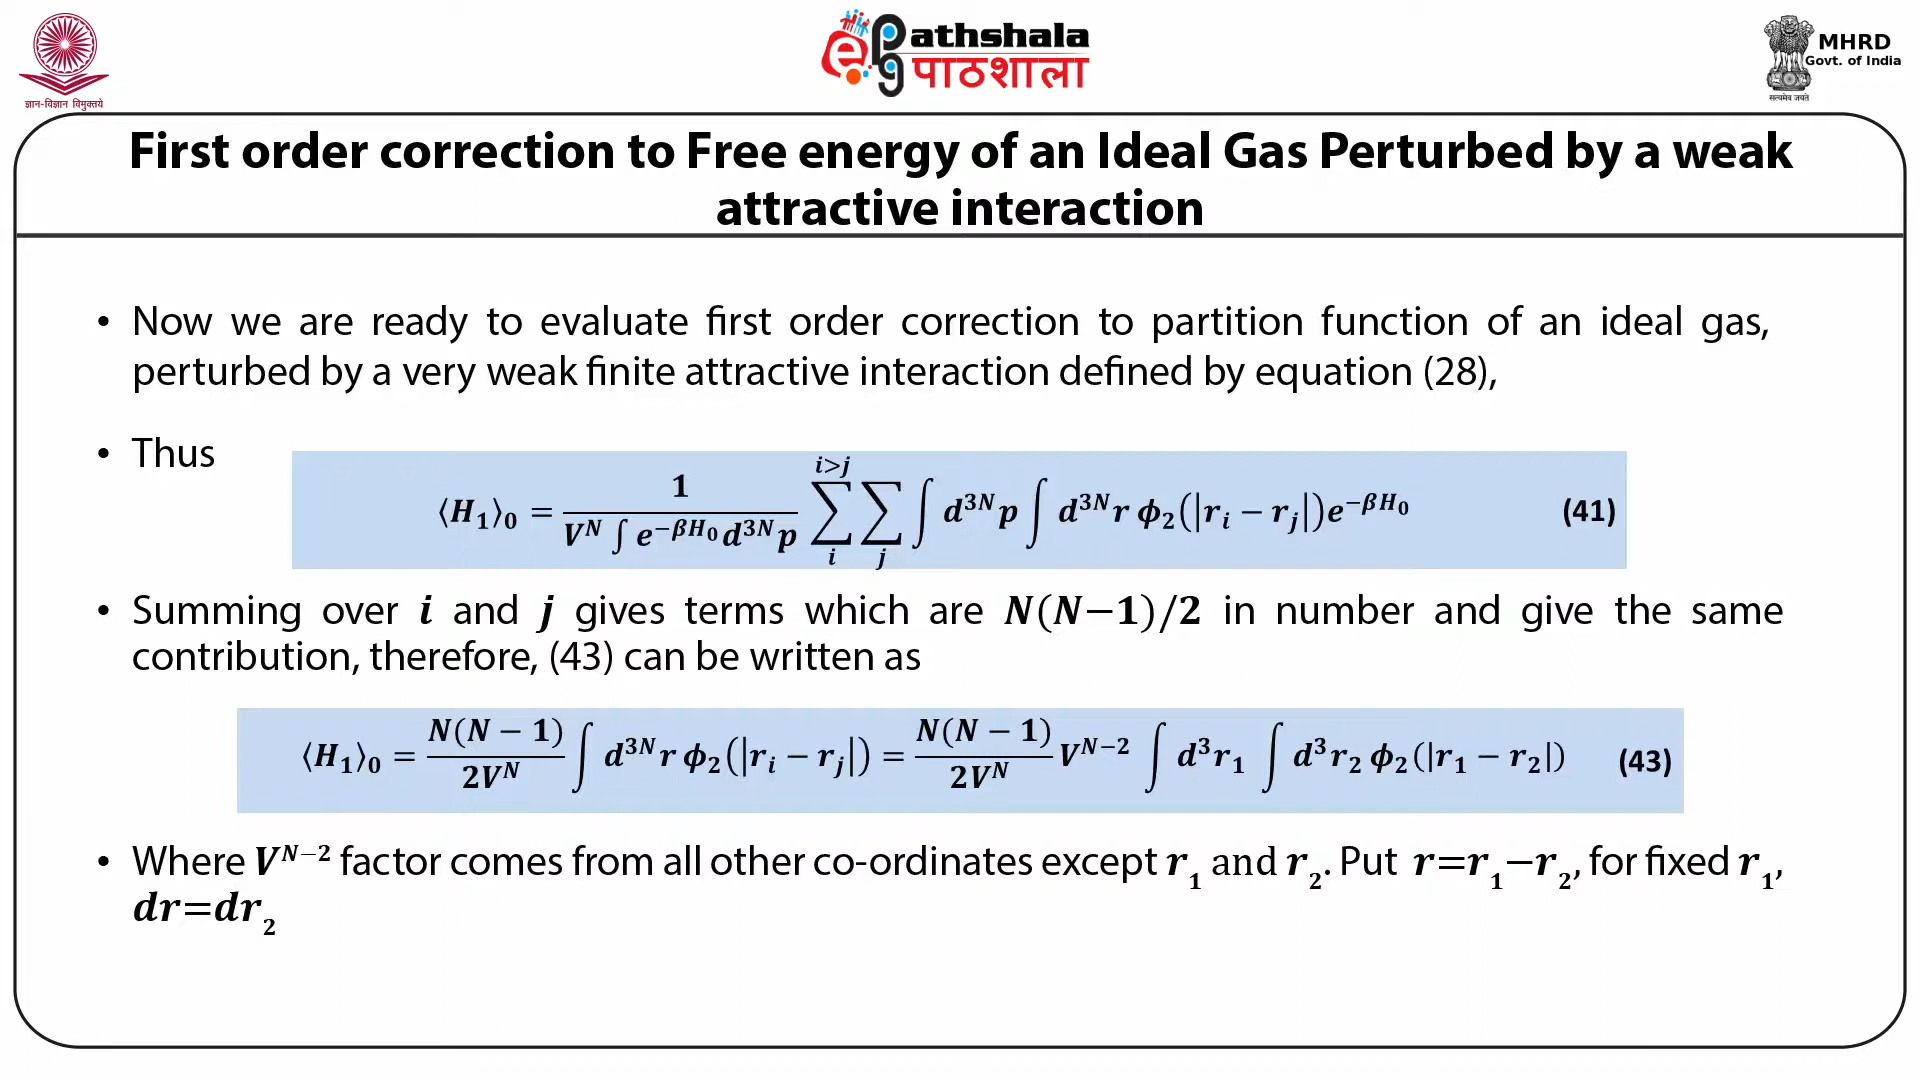 ज्ञान-विज्ञान विमुक्तये
epgathshala
पाठशाला
MHRD
Govt. of India
सत्यमेव जयते
First order correction to Free energy of an Ideal Gas Perturbed by a weak
attractive interaction
• Now we are ready to evaluate first order correction to partition function of an ideal gas,
perturbed by a very weak finite attractive interaction defined by equation (28),
• Thus
⟨H₁⟩₀ = \frac{1}{V^N ∫ e^{−βH₀} d^{3N}p} \sum_{i}^{i>j} \sum_{j} ∫ d^{3N}p ∫ d^{3N}r ϕ₂(|r_i − r_j|)e^{−βH₀} (41)
• Summing over i and j gives terms which are N(N−1)/2 in number and give the same
contribution, therefore, (43) can be written as
⟨H₁⟩₀ = \frac{N(N − 1)}{2V^N} ∫ d^{3N}r ϕ₂(|r_i − r_j|) = \frac{N(N − 1)}{2V^N} V^{N−2} ∫ d³r₁ ∫ d³r₂ ϕ₂(|r₁ − r₂|) (43)
• Where V^{N−2} factor comes from all other co-ordinates except r₁ and r₂. Put r=r₁−r₂, for fixed r₁,
dr=dr₂